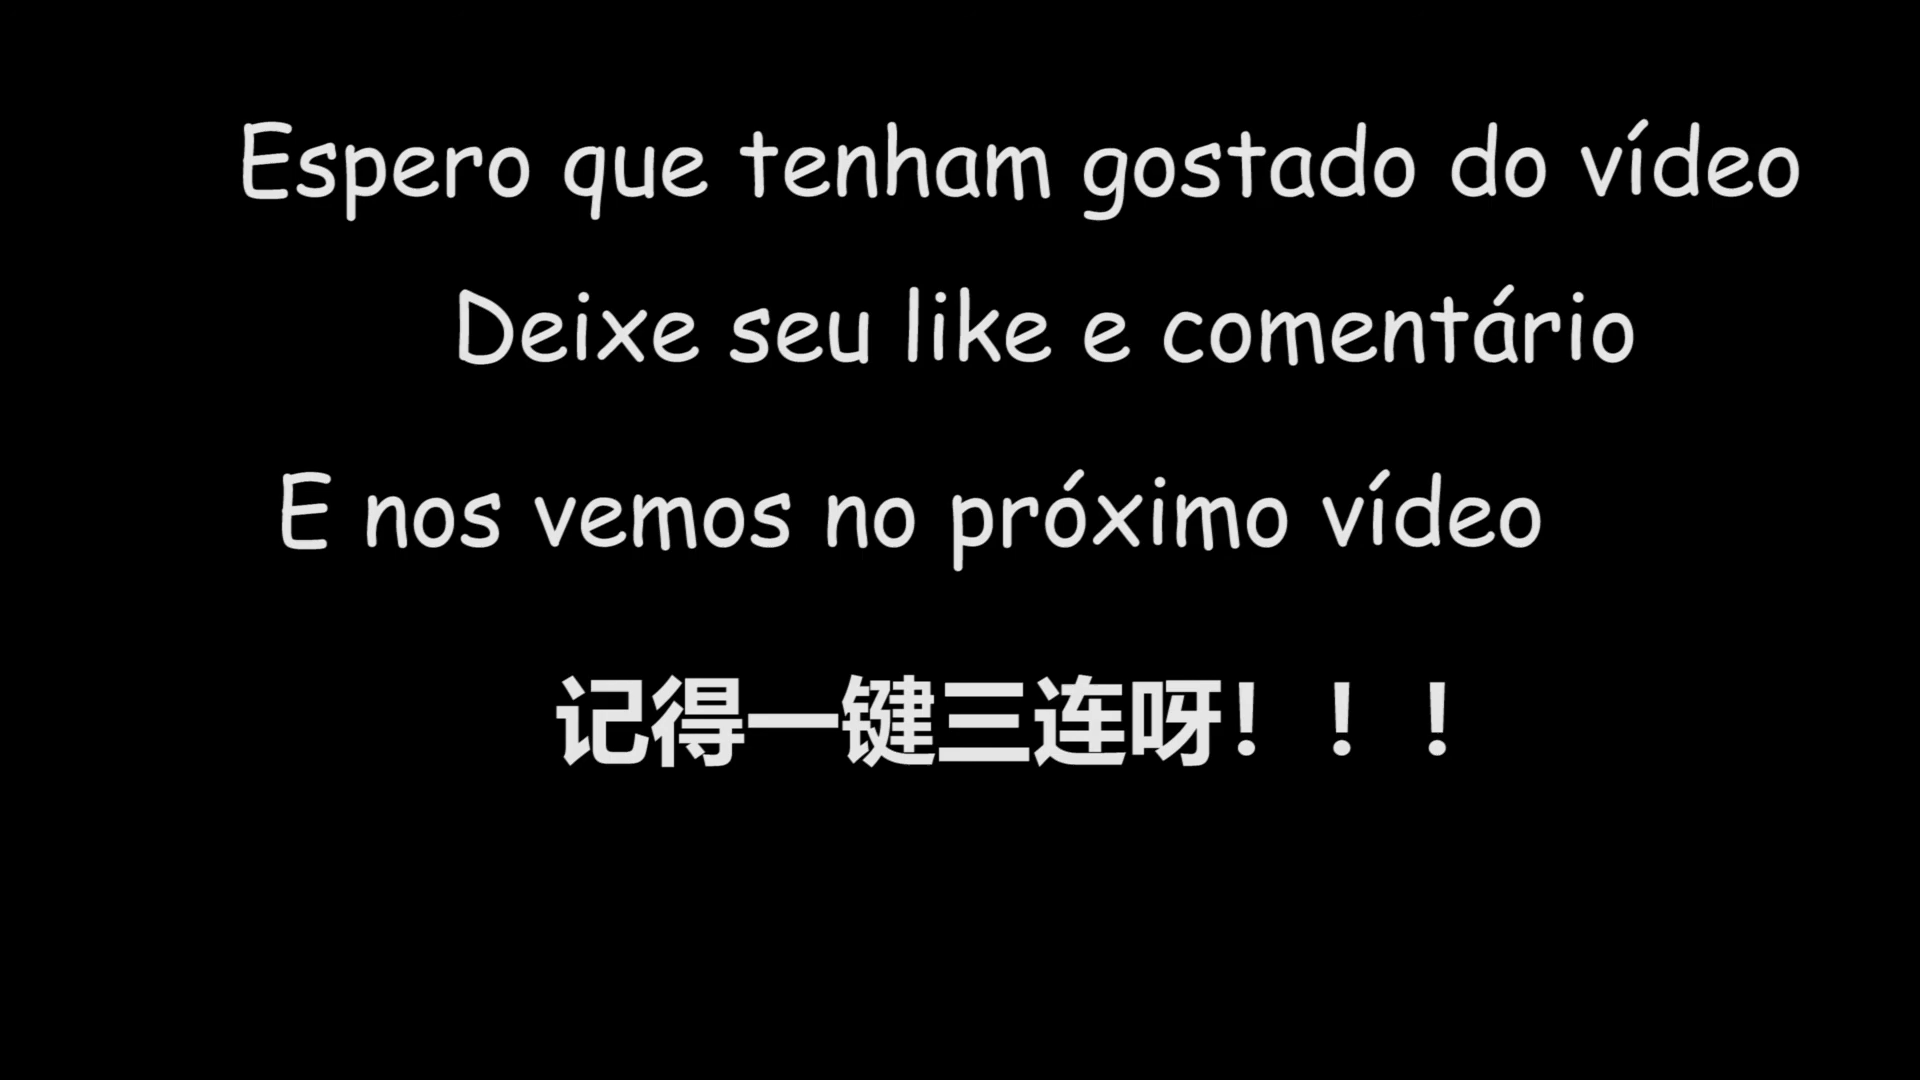 Espero que tenham gostado do vídeo
Deixe seu like e comentário
E nos vemos no próximo vídeo
记得一键三连呀！！！